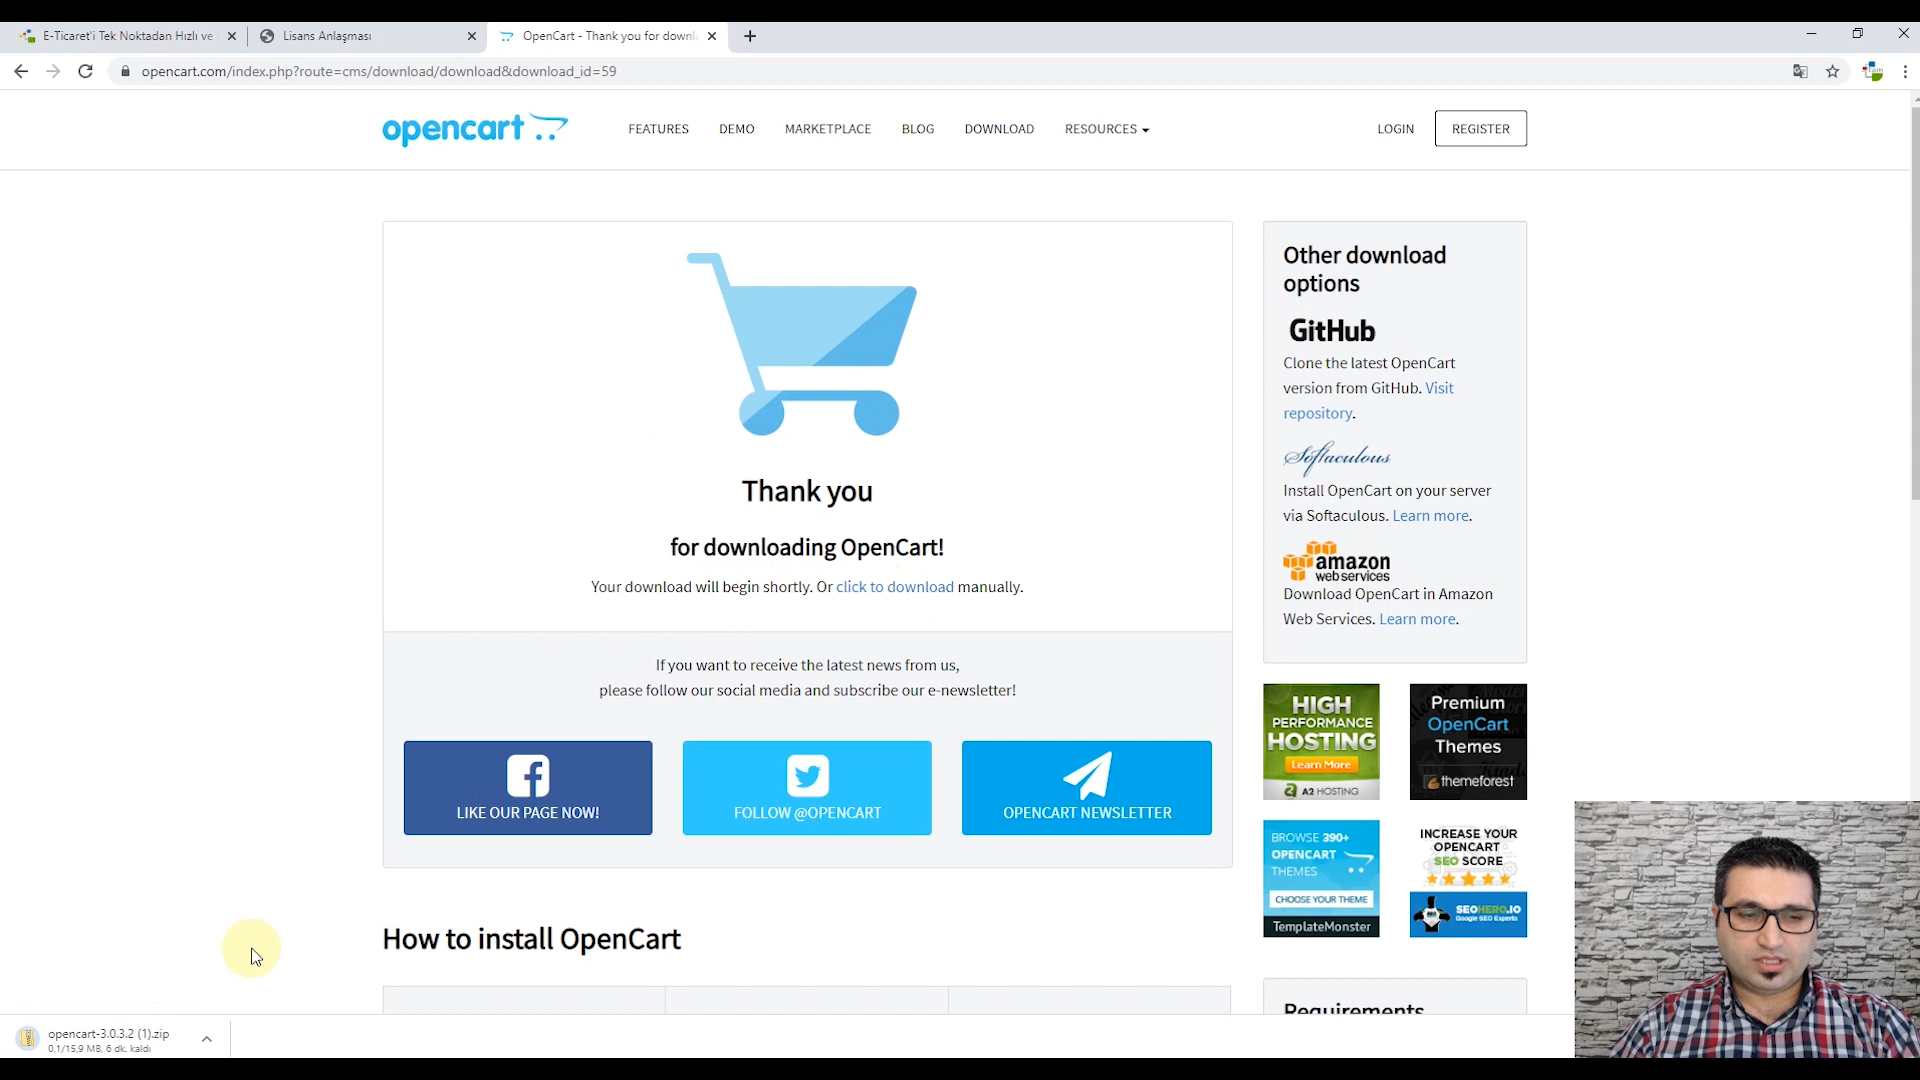 E-Ticaret'i Tek Noktadan Hızlı ve
Lisans Anlaşması
OpenCart - Thank you for downl
opencart.com/index.php?route=cms/download/download&download_id=59
opencart
FEATURES
DEMO
MARKETPLACE
BLOG
DOWNLOAD
RESOURCES
LOGIN
REGISTER
Thank you
for downloading OpenCart!
Your download will begin shortly. Or click to download manually.
If you want to receive the latest news from us,
please follow our social media and subscribe our e-newsletter!
LIKE OUR PAGE NOW!
FOLLOW @OPENCART
OPENCART NEWSLETTER
How to install OpenCart
Other download
options
GitHub
Clone the latest OpenCart
version from GitHub. Visit
repository.
Softaculous
Install OpenCart on your server
via Softaculous. Learn more.
amazon
webservices
Download OpenCart in Amazon
Web Services. Learn more.
HIGH
PERFORMANCE
HOSTING
Learn More
A2 HOSTING
Premium
OpenCart
Themes
themeforest
BROWSE 390+
OPENCART
THEMES
CHOOSE YOUR THEME
TemplateMonster
INCREASE YOUR
OPENCART
SEO SCORE
SEOHERO.IO
Google SEO Experts
Requirements
opencart-3.0.3.2 (1).zip
0,1/15,9 MB, 6 dk. kaldı